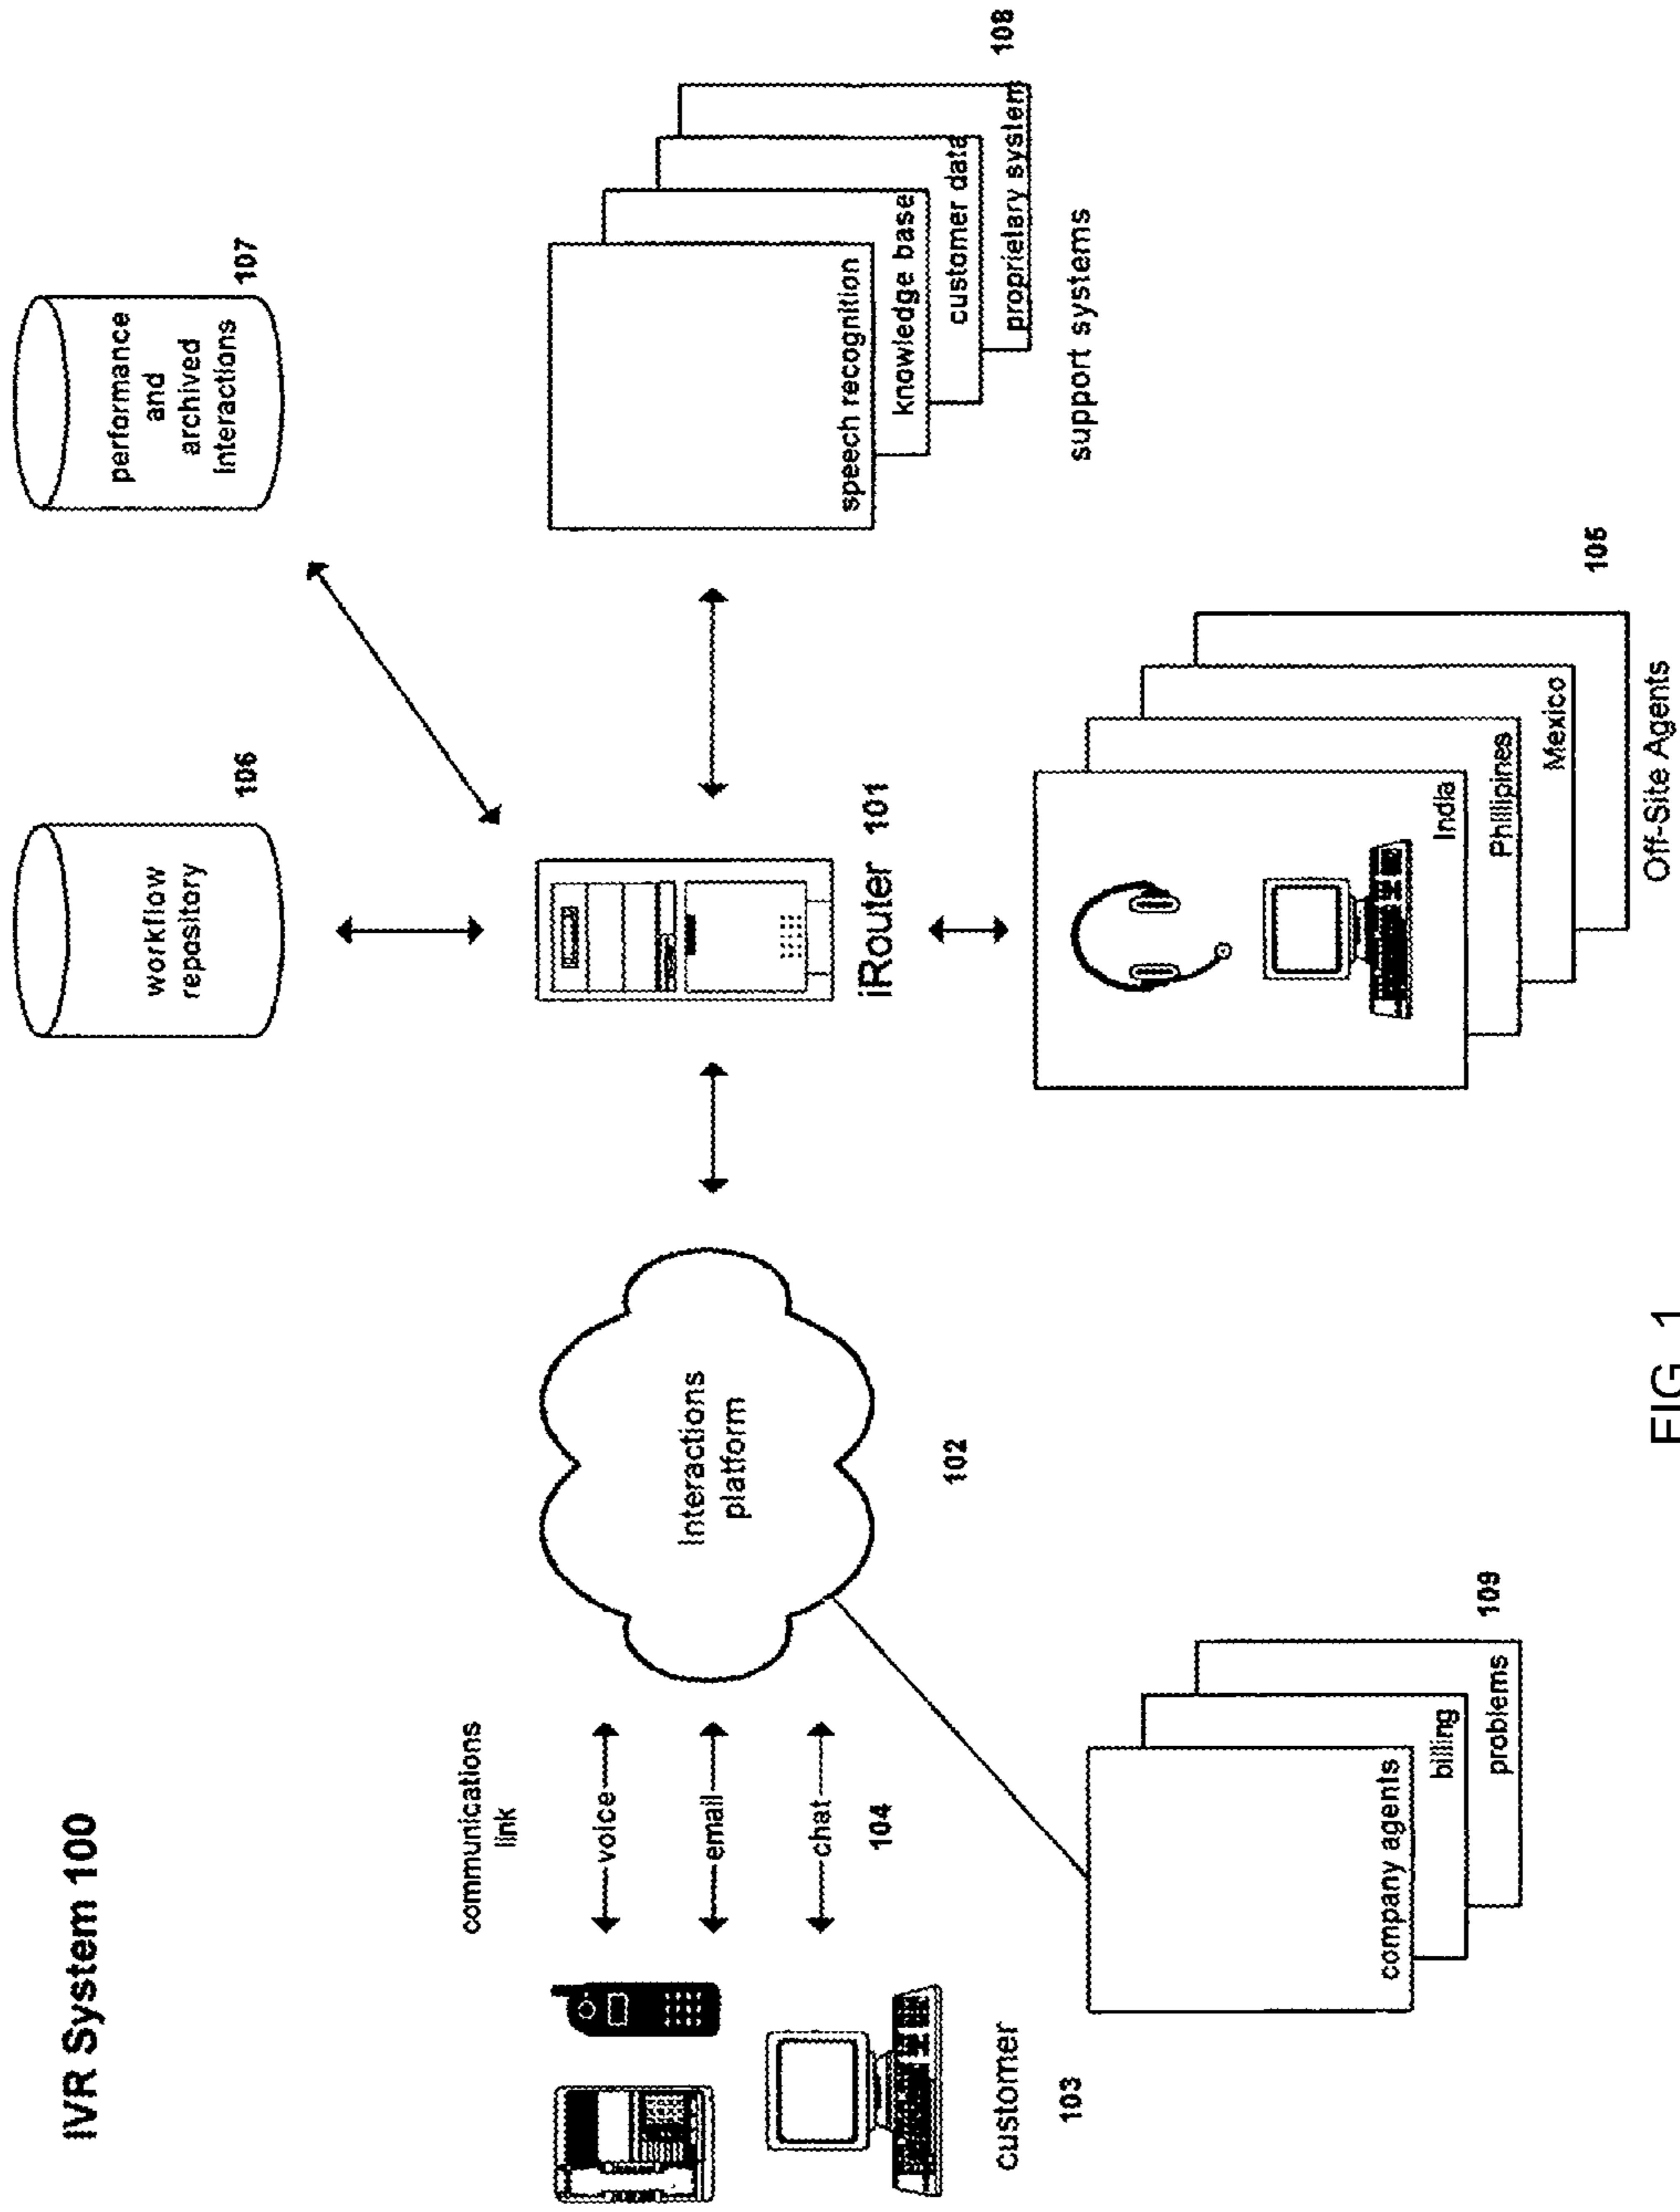 IVR System 100
workflow
repository
106
performance
and
archived
Interactions
107
communications
link
voice
email
chat
104
customer
103
Interactions
platform
102
iRouter 101
speech recognition
knowledge base
customer data
proprietary system
108
support systems
company agents
billing
problems
109
India
Phillipines
Mexico
105
Off-Site Agents
FIG. 1